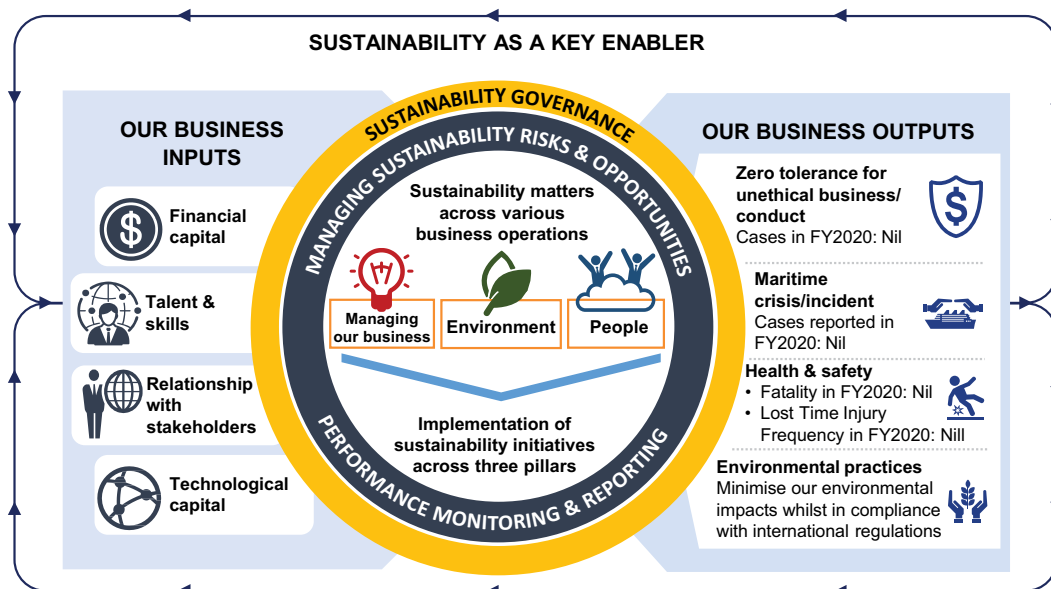 SUSTAINABILITY AS A KEY ENABLER
OUR BUSINESS
INPUTS
Financial
capital
Talent &
skills
Relationship
with
stakeholders
Technological
capital
SUSTAINABILITY GOVERNANCE
MANAGING SUSTAINABILITY RISKS & OPPORTUNITIES
Sustainability matters
across various
business operations
Managing
our business
Environment
People
Implementation of
sustainability initiatives
across three pillars
PERFORMANCE MONITORING & REPORTING
OUR BUSINESS OUTPUTS
Zero tolerance for
unethical business/
conduct
Cases in FY2020: Nil
Maritime
crisis/incident
Cases reported in
FY2020: Nil
Health & safety
• Fatality in FY2020: Nil
• Lost Time Injury
Frequency in FY2020: Nill
Environmental practices
Minimise our environmental
impacts whilst in compliance
with international regulations